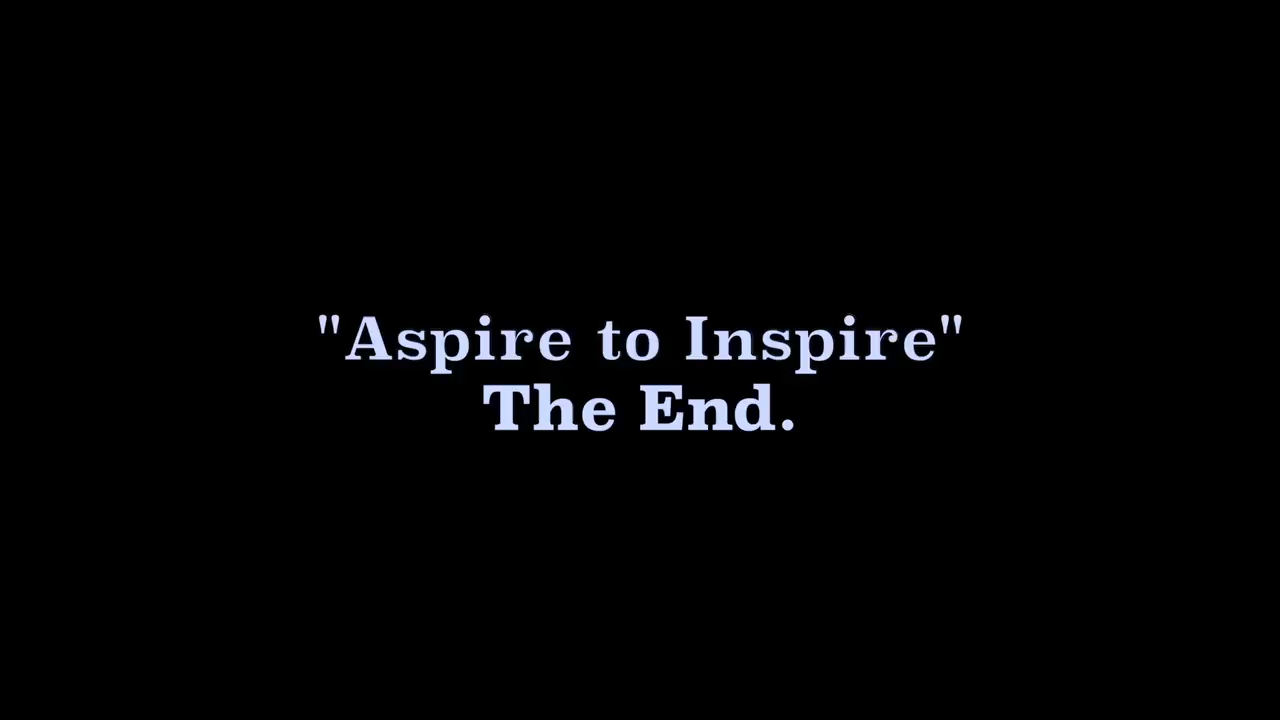 "Aspire to Inspire"
The End.